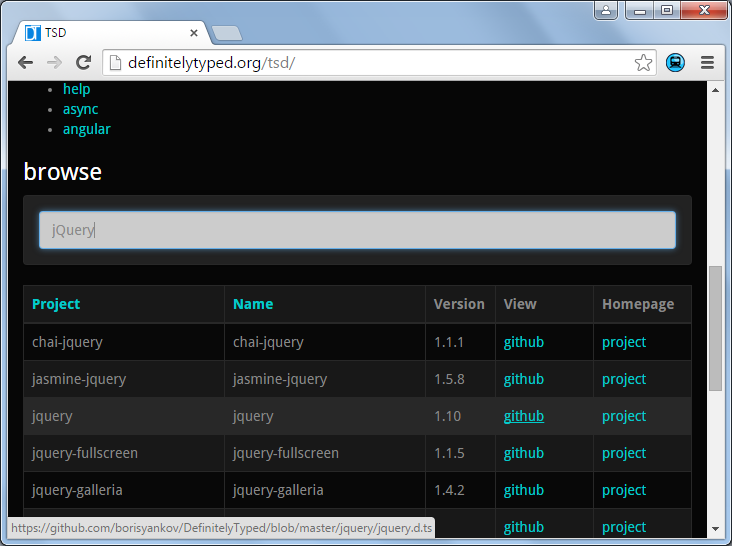 TSD
definitelytyped.org/tsd/
help
async
angular
browse
jQuery
Project Name Version View Homepage
chai-jquery chai-jquery 1.1.1 github project
jasmine-jquery jasmine-jquery 1.5.8 github project
jquery jquery 1.10 github project
jquery-fullscreen jquery-fullscreen 1.1.5 github project
jquery-galleria jquery-galleria 1.4.2 github project
github project
https://github.com/borisyankov/DefinitelyTyped/blob/master/jquery/jquery.d.ts